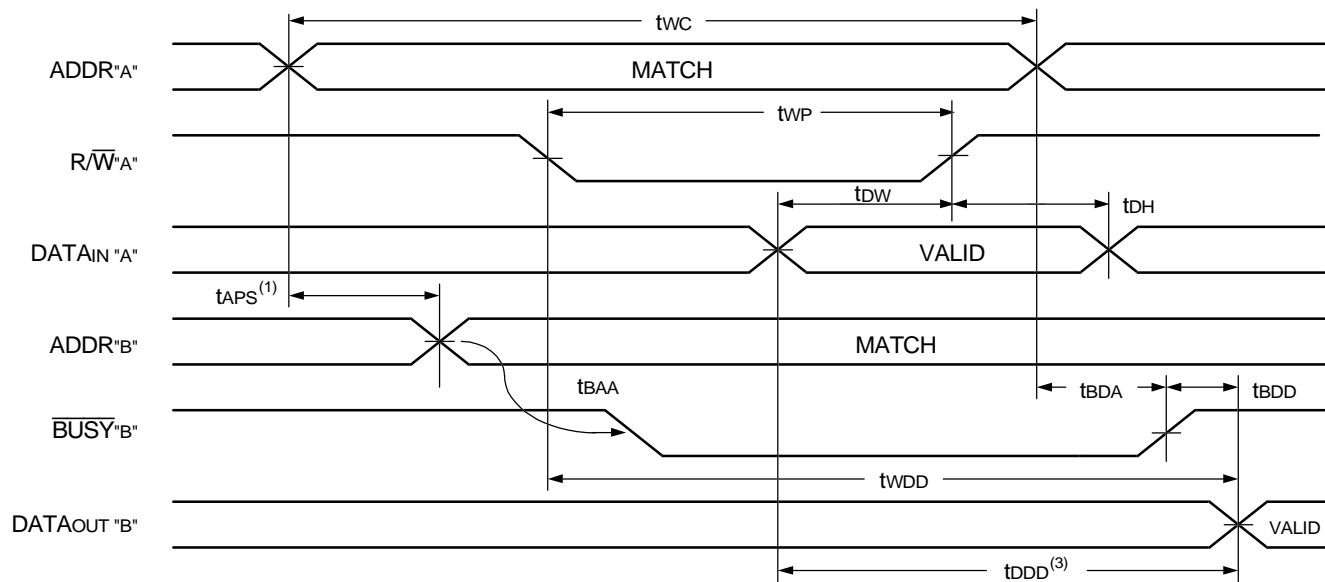 tWC
ADDR"A"
MATCH
tWP
R/W̅"A"
tDW
tDH
DATAIN "A"
VALID
tAPS(1)
ADDR"B"
MATCH
tBAA
tBDA
tBDD
B̅U̅S̅Y̅"B"
tWDD
DATAOUT "B"
VALID
tDDD(3)